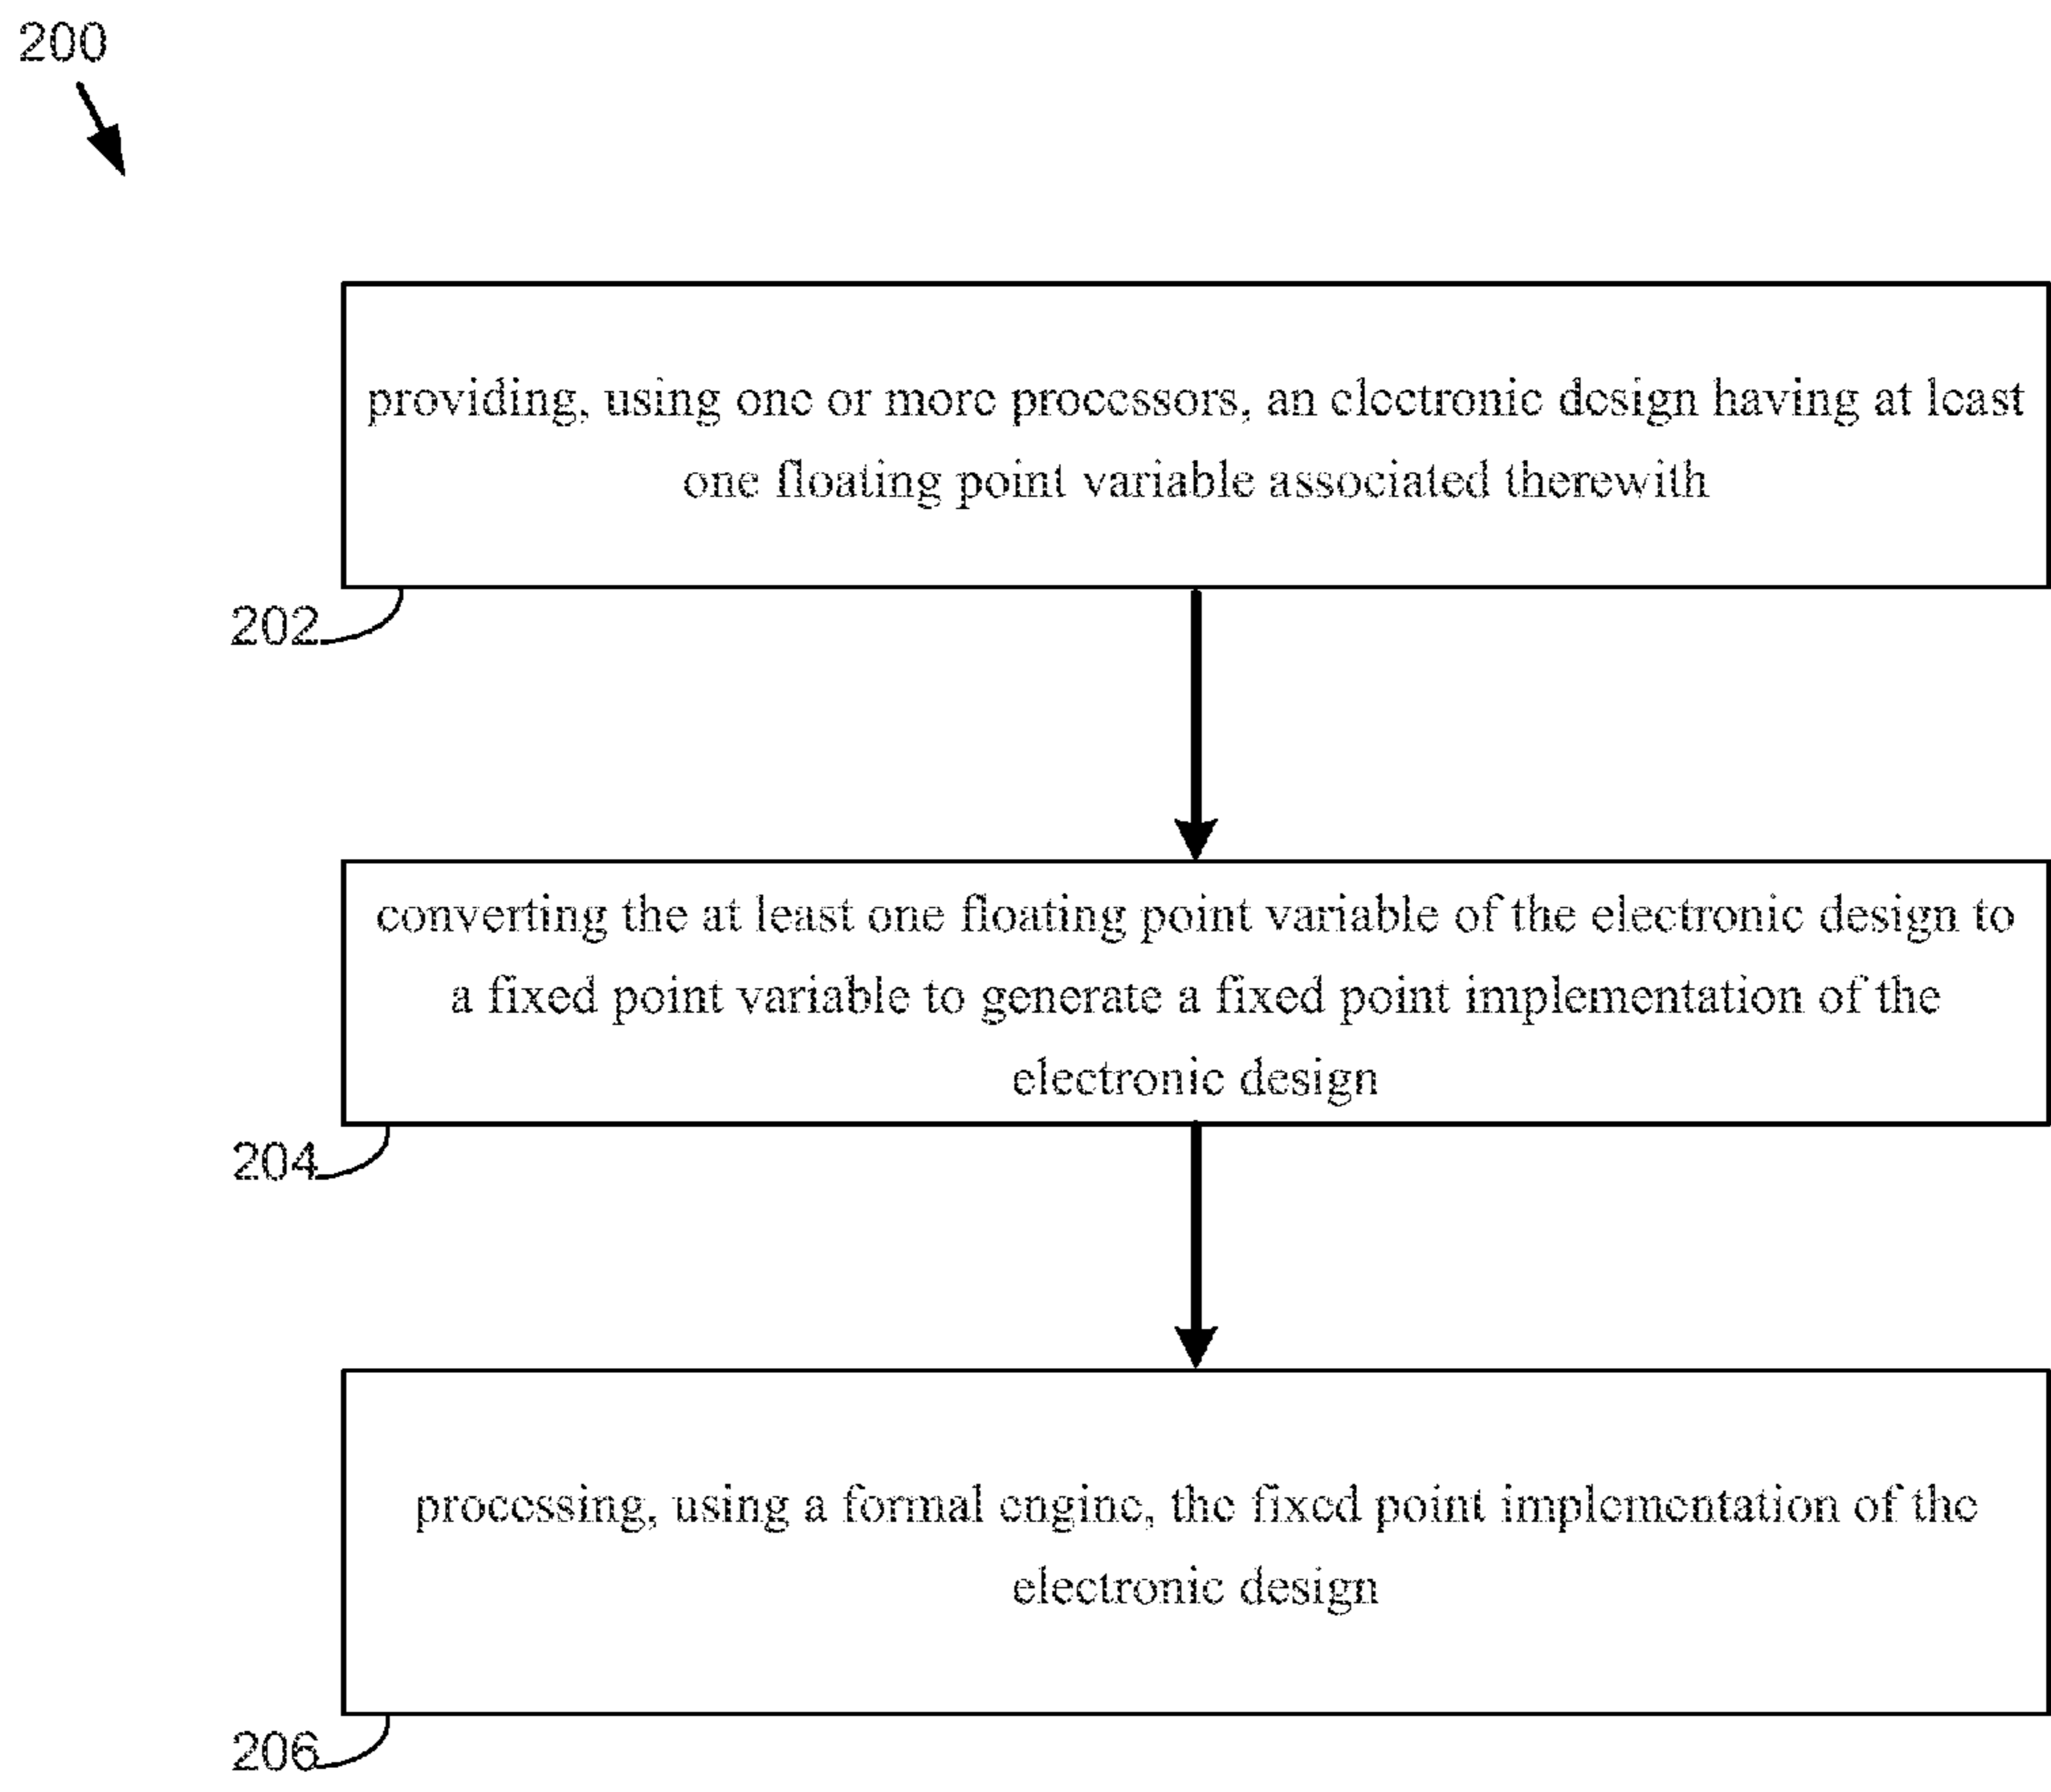 200
providing, using one or more processors, an electronic design having at least
one floating point variable associated therewith
202
converting the at least one floating point variable of the electronic design to
a fixed point variable to generate a fixed point implementation of the
electronic design
204
processing, using a formal engine, the fixed point implementation of the
electronic design
206